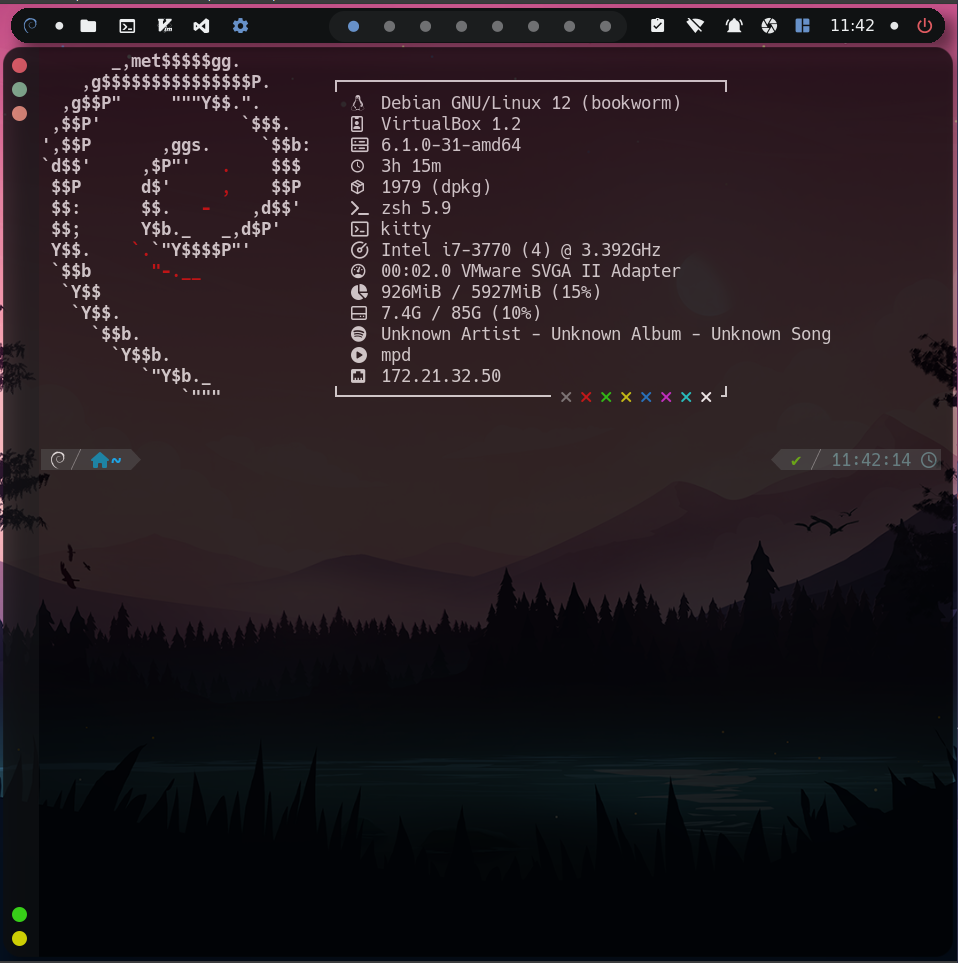 11:42
_,met$$$$$gg.
,g$$$$$$$$$$$$$$$P.
,g$$P"     """Y$$.".
,$$P'              `$$$.
',$$P       ,ggs.     `$$b:
`d$$'     ,$P"'   .    $$$
$$P      d$'     ,    $$P
$$:      $$.   -    ,d$$'
$$;      Y$b._   _,d$P'
Y$$.    `.`"Y$$$$P"'
`$$b      "-.__
`Y$$
`Y$$.
`$$b.
`Y$$b.
`"Y$b._
`"""
Debian GNU/Linux 12 (bookworm)
VirtualBox 1.2
6.1.0-31-amd64
3h 15m
1979 (dpkg)
zsh 5.9
kitty
Intel i7-3770 (4) @ 3.392GHz
00:02.0 VMware SVGA II Adapter
926MiB / 5927MiB (15%)
7.4G / 85G (10%)
Unknown Artist - Unknown Album - Unknown Song
mpd
172.21.32.50
~
11:42:14